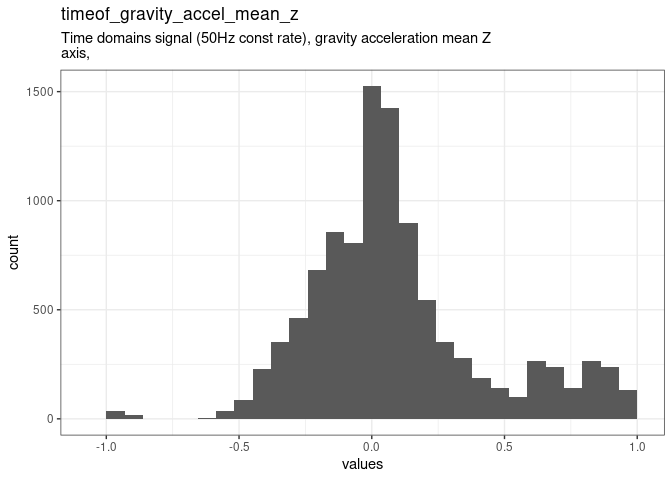 timeof_gravity_accel_mean_z
Time domains signal (50Hz const rate), gravity acceleration mean Z
axis,
1500
1000
500
0
count
-1.0 -0.5 0.0 0.5 1.0
values